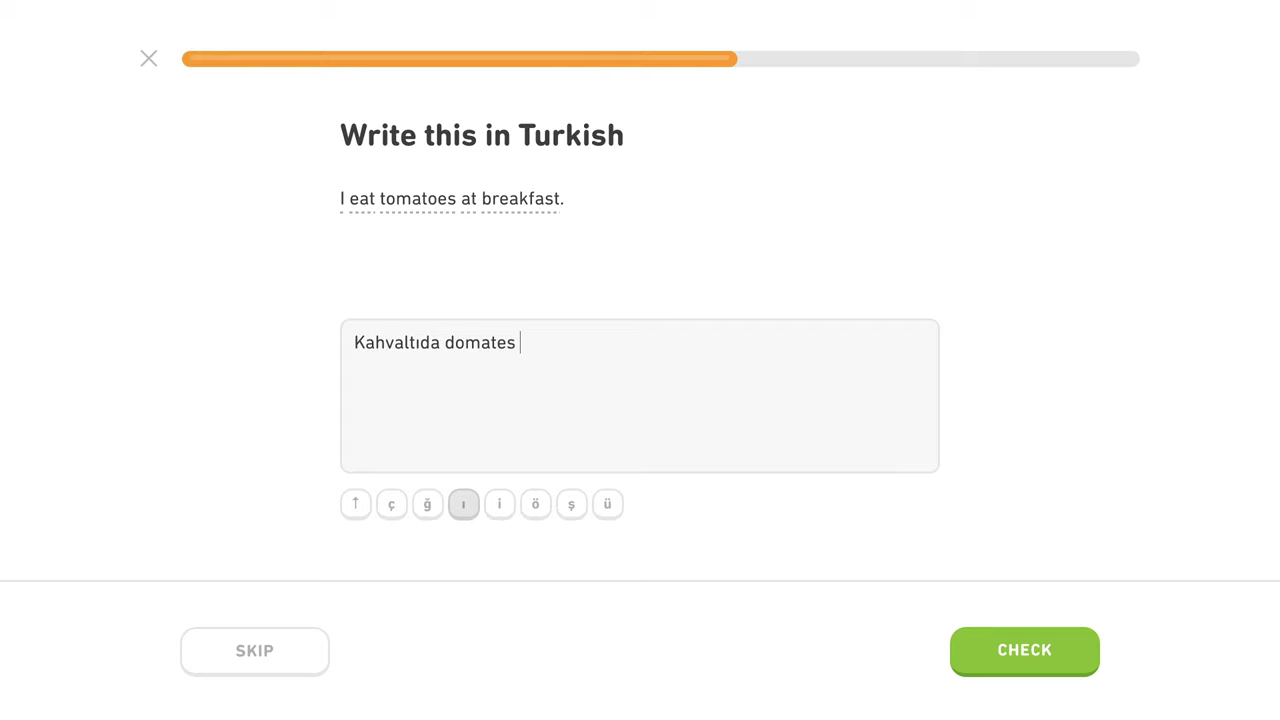 Write this in Turkish
I eat tomatoes at breakfast.
Kahvaltıda domates
↑ ç ğ ı i ö ş ü
SKIP
CHECK